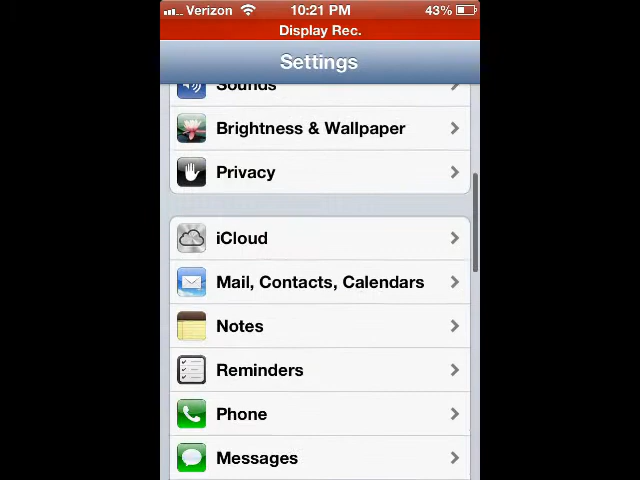 Verizon 10:21 PM 43%
Display Rec.
Settings
Sounds
Brightness & Wallpaper
Privacy
iCloud
Mail, Contacts, Calendars
Notes
Reminders
Phone
Messages